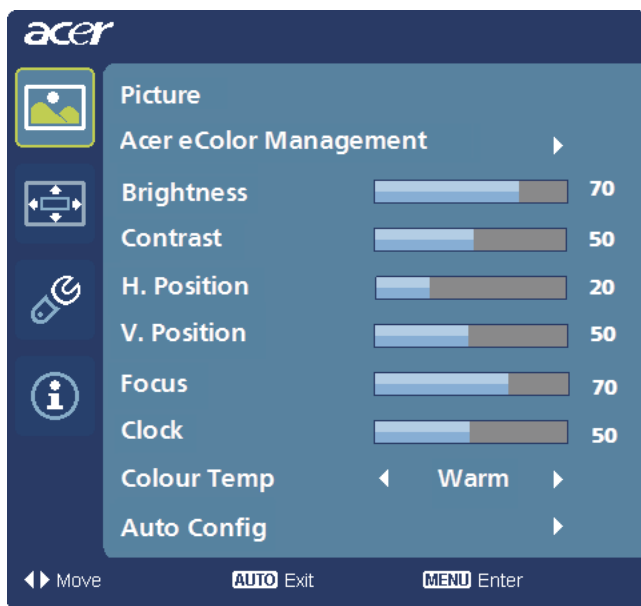 acer
Picture
Acer eColor Management
Brightness 70
Contrast 50
H. Position 20
V. Position 50
Focus 70
Clock 50
Colour Temp Warm
Auto Config
Move AUTO Exit MENU Enter